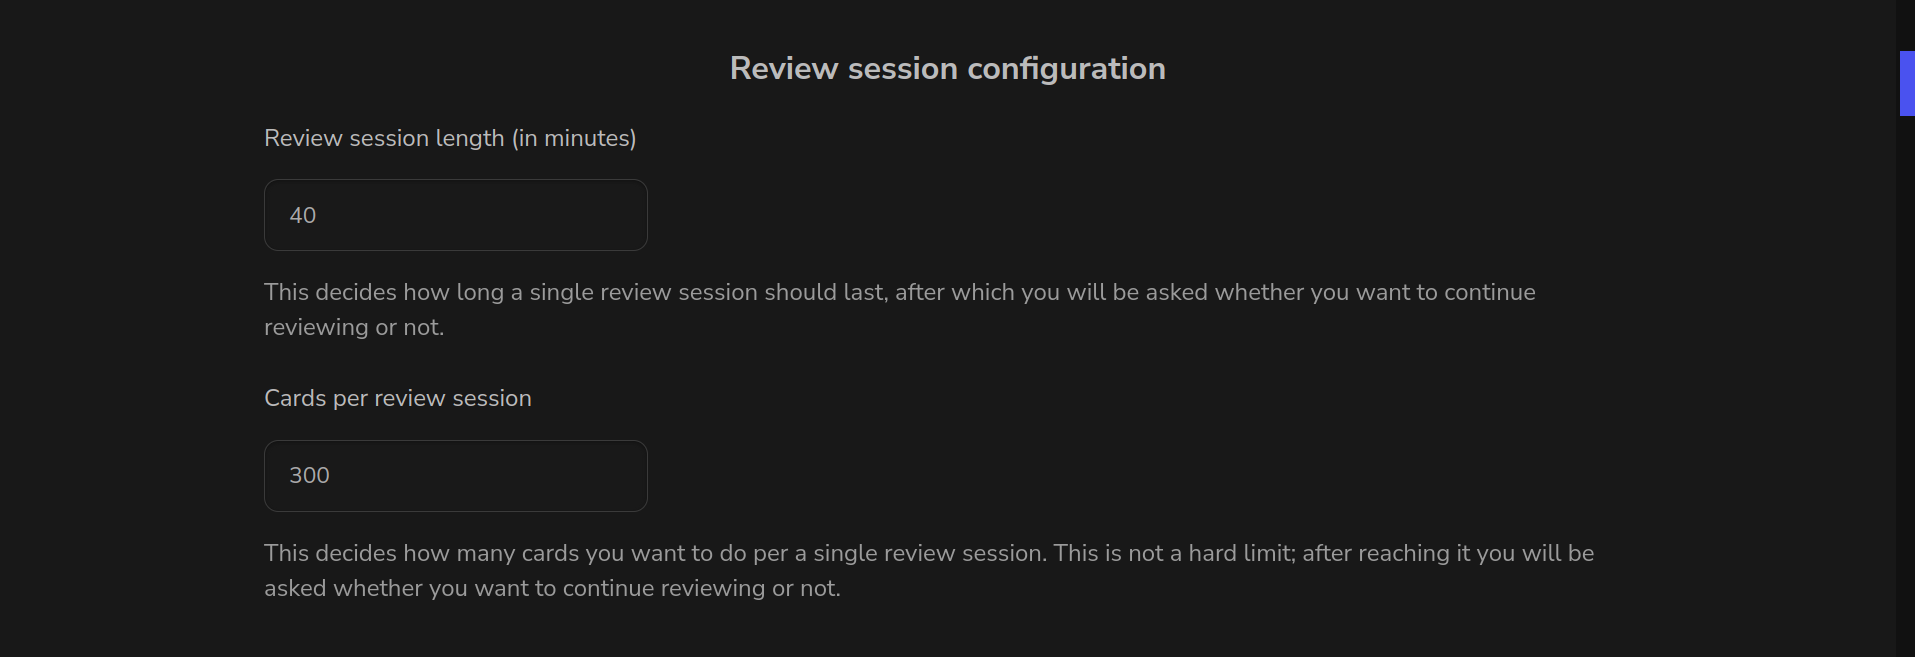 Review session configuration
Review session length (in minutes)
40
This decides how long a single review session should last, after which you will be asked whether you want to continue
reviewing or not.
Cards per review session
300
This decides how many cards you want to do per a single review session. This is not a hard limit; after reaching it you will be
asked whether you want to continue reviewing or not.